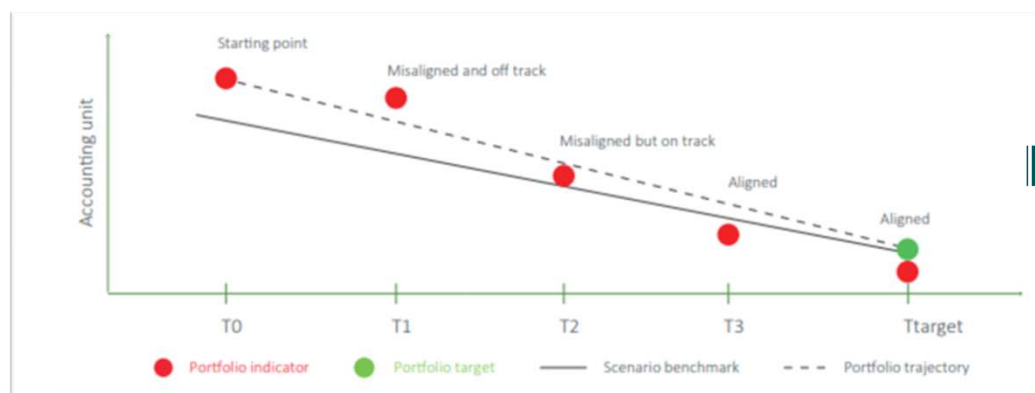 Starting point
Misaligned and off track
Misaligned but on track
Aligned
Aligned
Accounting unit
T0 T1 T2 T3 Ttarget
Portfolio indicator Portfolio target Scenario benchmark Portfolio trajectory